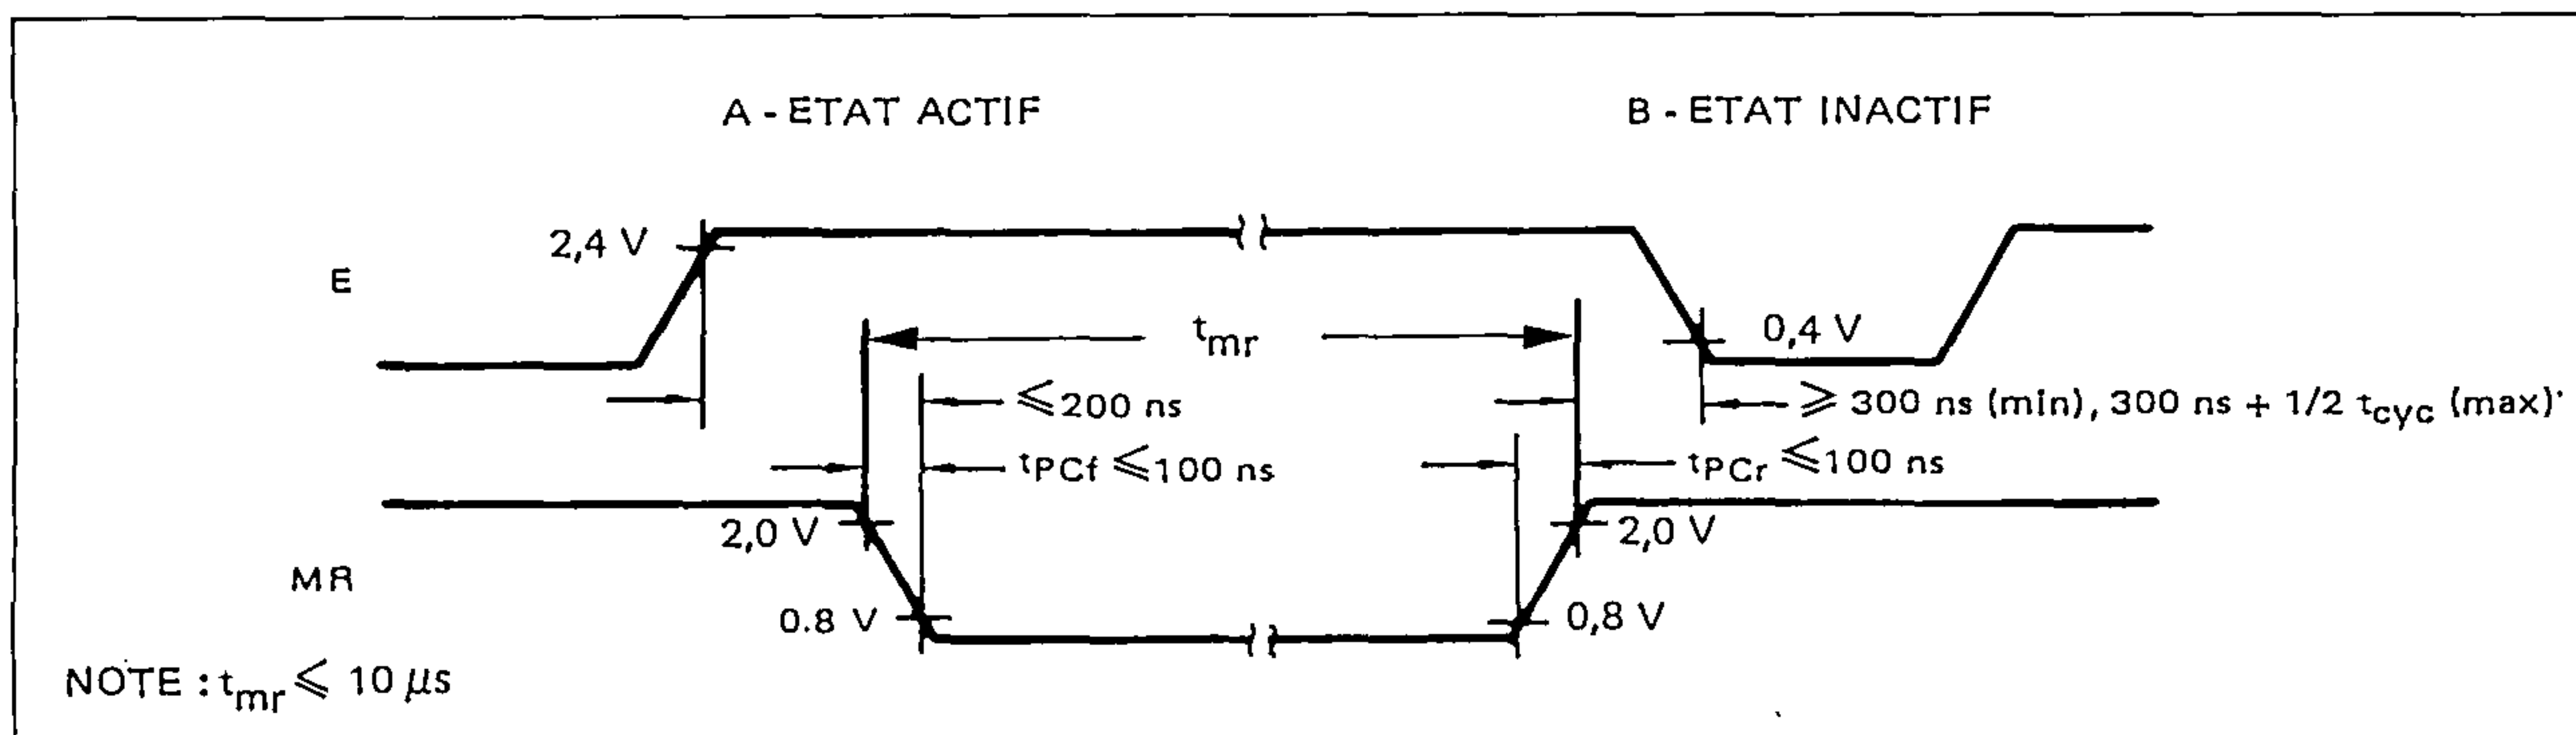 A - ETAT ACTIF
B - ETAT INACTIF
2,4 V
E
t_mr
0,4 V
⩽200 ns
⩾ 300 ns (min), 300 ns + 1/2 t_cyc (max)
t_PCf ⩽100 ns
t_PCr ⩽100 ns
2,0 V
2,0 V
MR
0.8 V
0,8 V
NOTE : t_mr ⩽ 10 μs